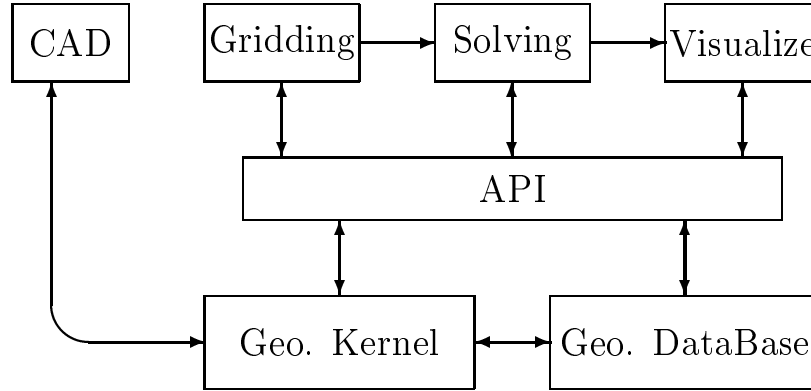 CAD
Gridding
Solving
Visualize
API
Geo. Kernel
Geo. DataBase